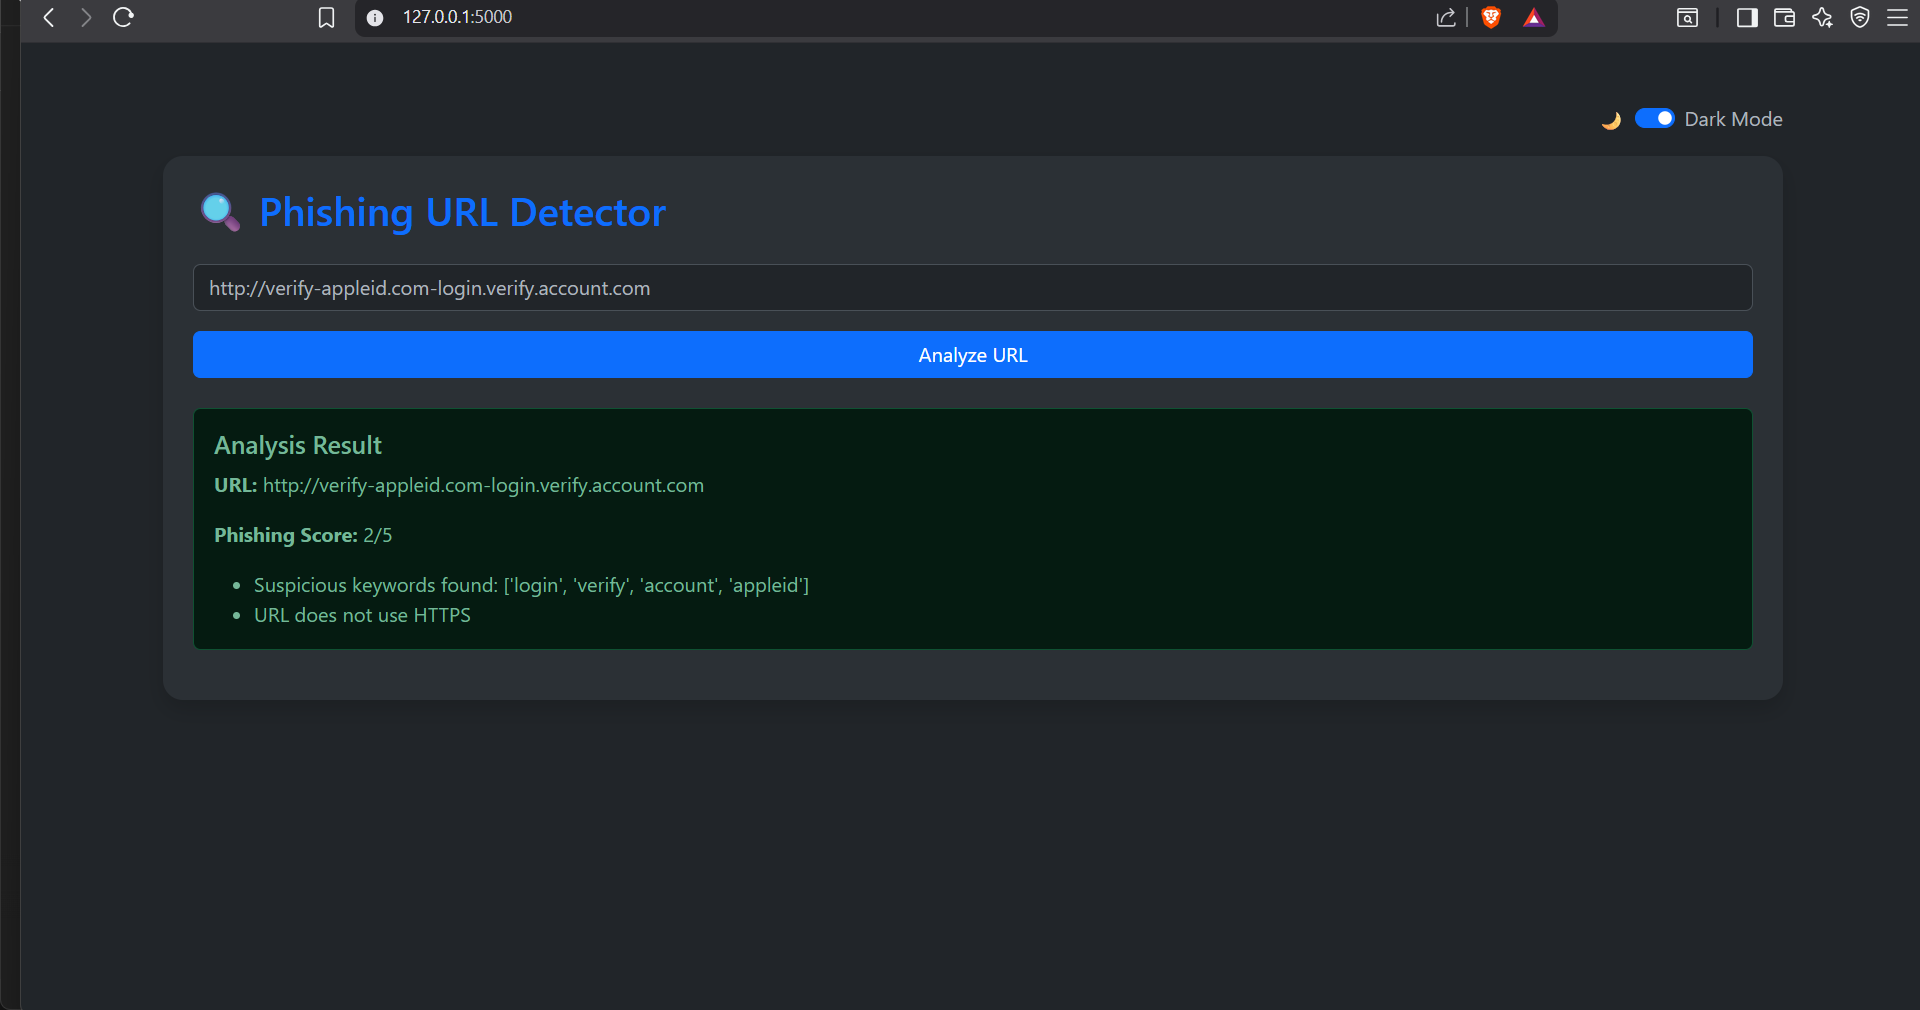 127.0.0.1:5000
Dark Mode
Phishing URL Detector
http://verify-appleid.com-login.verify.account.com
Analyze URL
Analysis Result
URL: http://verify-appleid.com-login.verify.account.com
Phishing Score: 2/5
Suspicious keywords found: ['login', 'verify', 'account', 'appleid']
URL does not use HTTPS